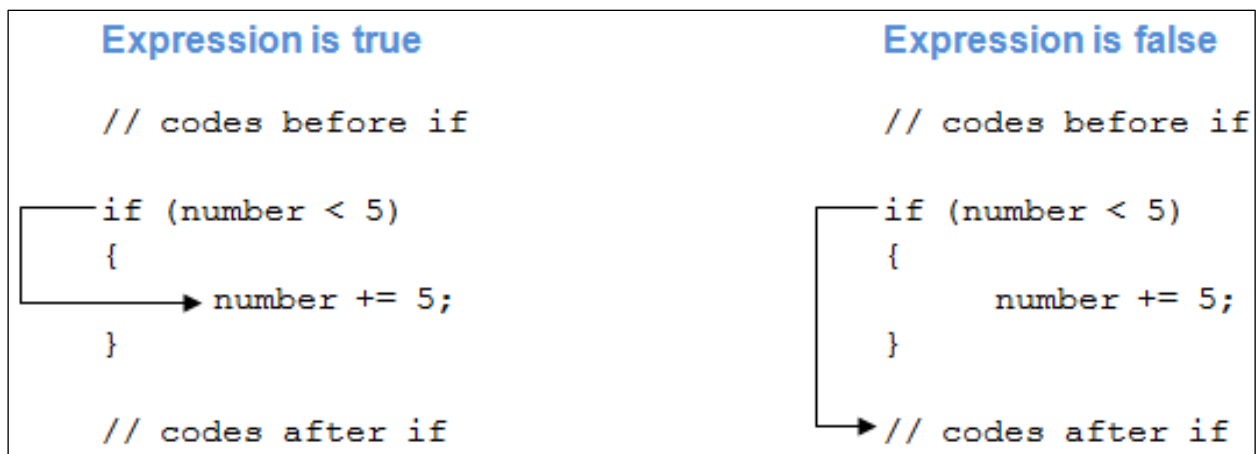 Expression is true
// codes before if
if (number < 5)
{
number += 5;
}
// codes after if
Expression is false
// codes before if
if (number < 5)
{
number += 5;
}
// codes after if